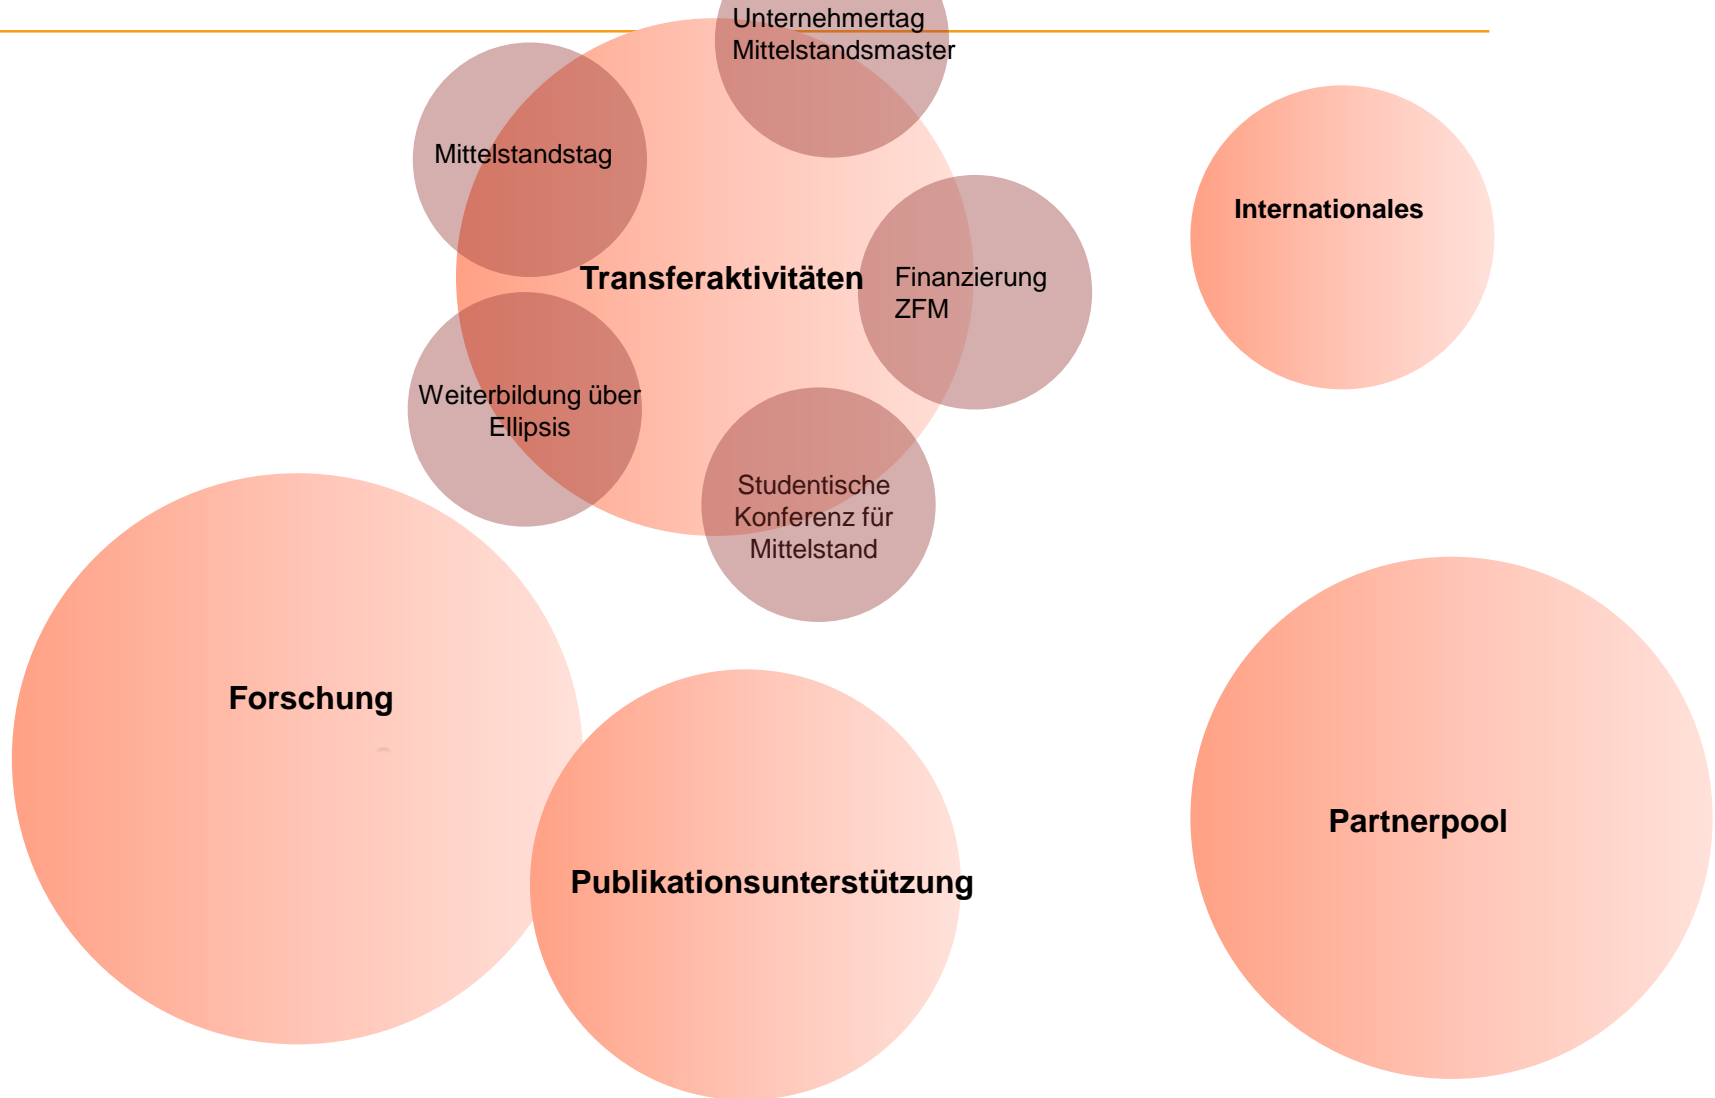 Unternehmertag
Mittelstandsmaster
Mittelstandstag
Internationales
Transferaktivitäten
Finanzierung
ZFM
Weiterbildung über
Ellipsis
Studentische
Konferenz für
Mittelstand
Forschung
Partnerpool
Publikationsunterstützung